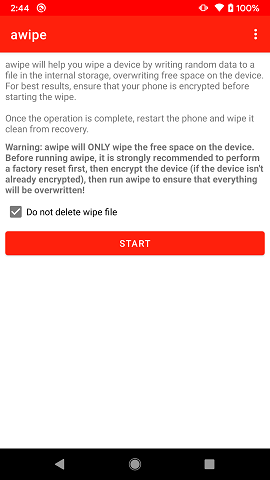 2:44
100%
awipe
awipe will help you wipe a device by writing random data to a
file in the internal storage, overwriting free space on the device.
For best results, ensure that your phone is encrypted before
starting the wipe.
Once the operation is complete, restart the phone and wipe it
clean from recovery.
Warning: awipe will ONLY wipe the free space on the device.
Before running awipe, it is strongly recommended to perform
a factory reset first, then encrypt the device (if the device isn't
already encrypted), then run awipe to ensure that everything
will be overwritten!
Do not delete wipe file
START